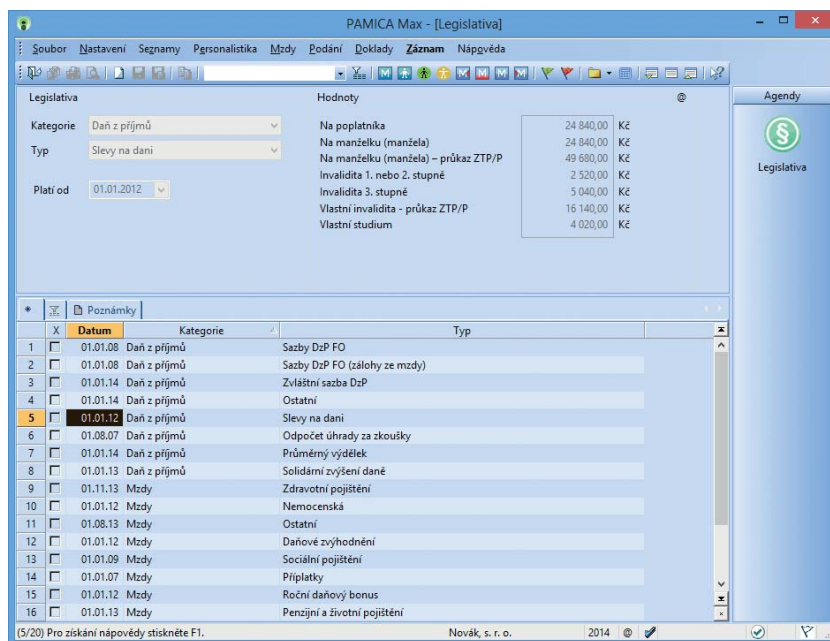 PAMICA Max - [Legislativa]
Soubor Nastavení Seznamy Personalistika Mzdy Podání Doklady Záznam Nápověda
Legislativa
Hodnoty @
Agendy
Kategorie Daň z příjmů
Typ Slevy na dani
Platí od 01.01.2012
Na poplatníka 24 840,00 Kč
Na manželku (manžela) 24 840,00 Kč
Na manželku (manžela) – průkaz ZTP/P 49 680,00 Kč
Invalidita 1. nebo 2. stupně 2 520,00 Kč
Invalidita 3. stupně 5 040,00 Kč
Vlastní invalidita - průkaz ZTP/P 16 140,00 Kč
Vlastní studium 4 020,00 Kč
Legislativa
* Poznámky
X Datum Kategorie Typ
1 01.01.08 Daň z příjmů Sazby DzP FO
2 01.01.08 Daň z příjmů Sazby DzP FO (zálohy ze mzdy)
3 01.01.14 Daň z příjmů Zvláštní sazba DzP
4 01.01.14 Daň z příjmů Ostatní
5 01.01.12 Daň z příjmů Slevy na dani
6 01.08.07 Daň z příjmů Odpočet úhrady za zkoušky
7 01.01.14 Daň z příjmů Průměrný výdělek
8 01.01.13 Daň z příjmů Solidární zvýšení daně
9 01.11.13 Mzdy Zdravotní pojištění
10 01.01.12 Mzdy Nemocenská
11 01.08.13 Mzdy Ostatní
12 01.01.12 Mzdy Daňové zvýhodnění
13 01.01.09 Mzdy Sociální pojištění
14 01.01.07 Mzdy Příplatky
15 01.01.12 Mzdy Roční daňový bonus
16 01.01.13 Mzdy Penzijní a životní pojištění
(5/20) Pro získání nápovědy stiskněte F1. Novák, s. r. o. 2014 @